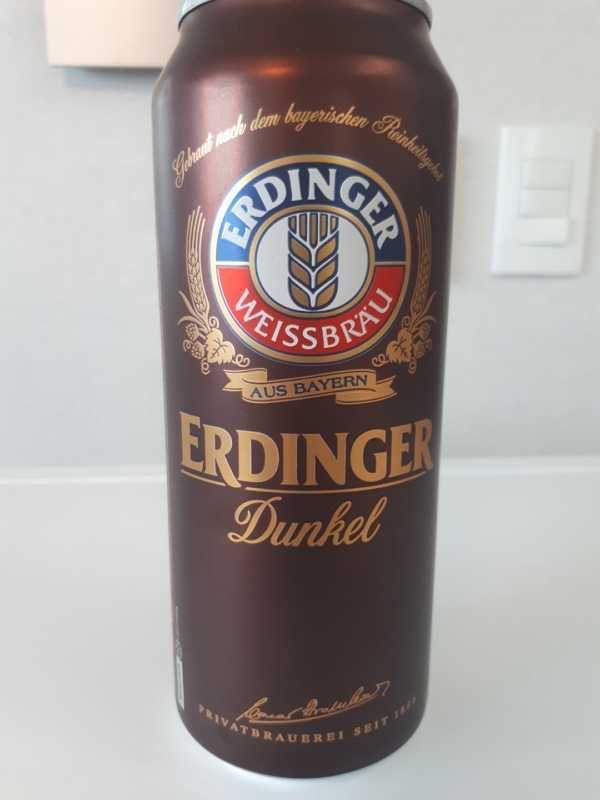 Gebraut nach dem bayerischen Reinheitsgebot
ERDINGER
WEISSBRÄU
AUS BAYERN
ERDINGER
Dunkel
PRIVATBRAUEREI SEIT 1886